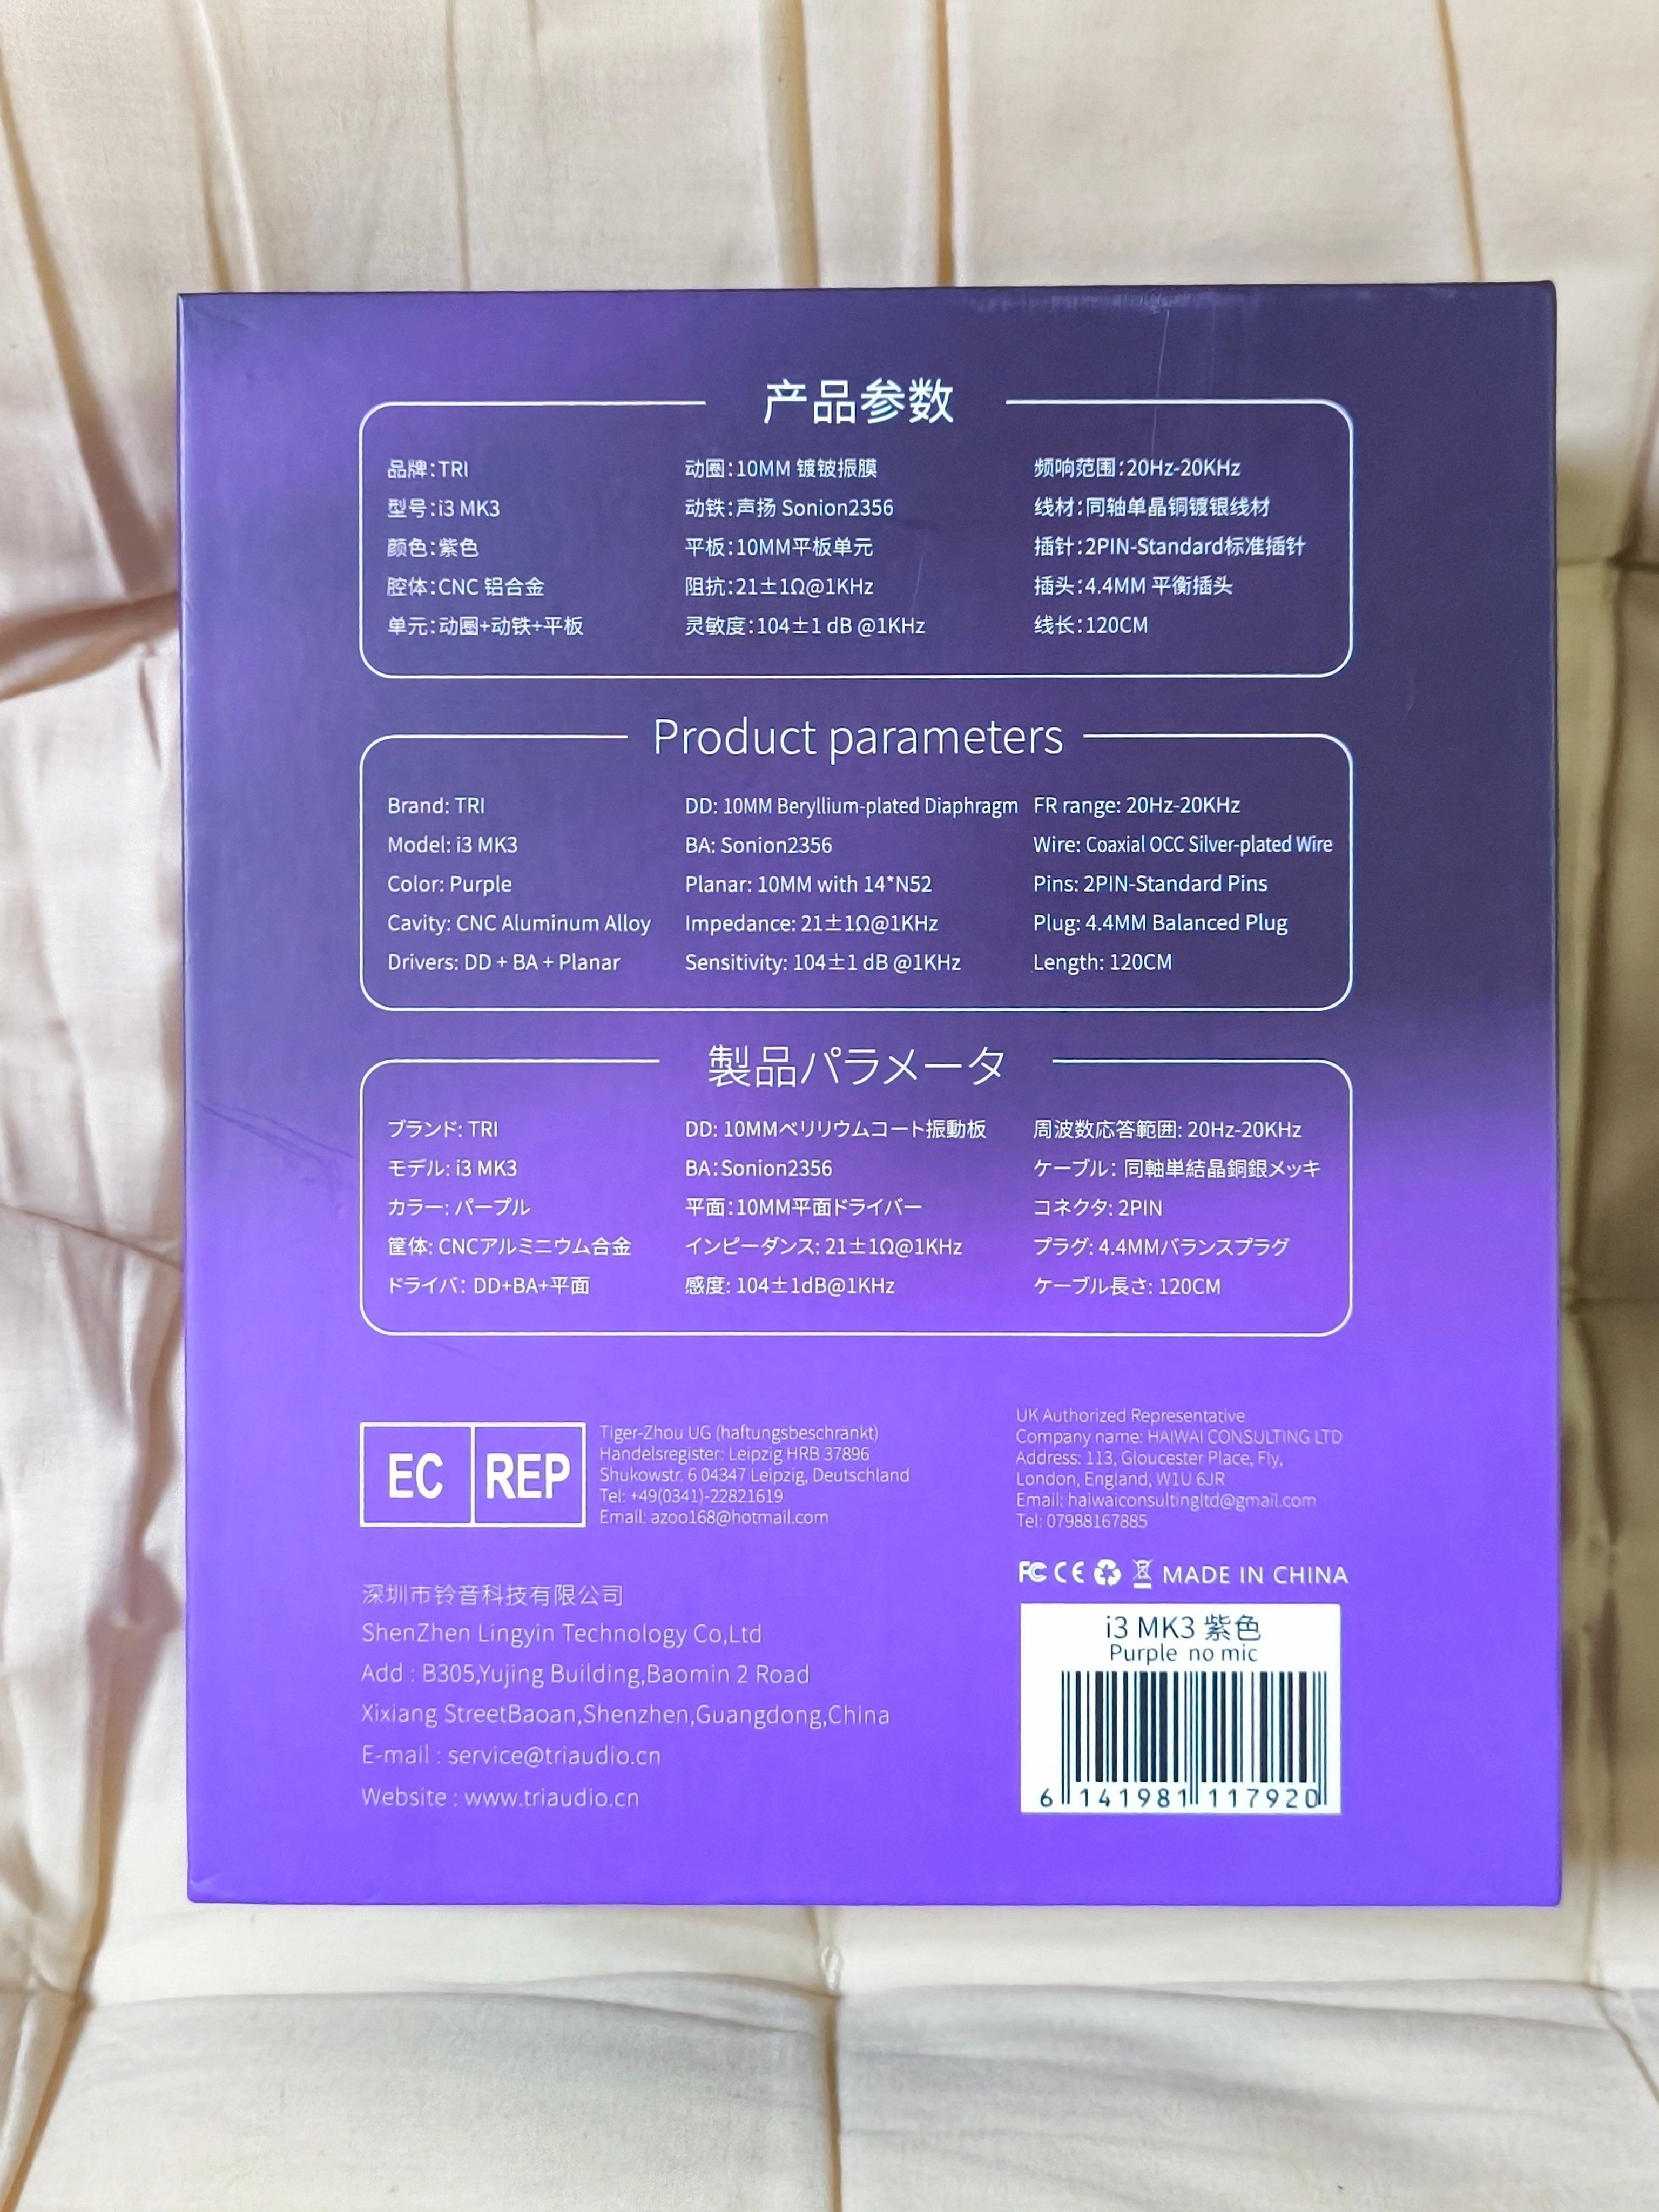 产品参数
品牌:TRI
型号:i3 MK3
颜色:紫色
腔体:CNC 铝合金
单元:动圈+动铁+平板
动圈:10MM 镀铍振膜
动铁:声扬 Sonion2356
平板:10MM平板单元
阻抗:21±1Ω@1KHz
灵敏度:104±1 dB @1KHz
频响范围:20Hz-20KHz
线材:同轴单晶铜镀银线材
插针:2PIN-Standard标准插针
插头:4.4MM 平衡插头
线长:120CM
Product parameters
Brand: TRI
Model: i3 MK3
Color: Purple
Cavity: CNC Aluminum Alloy
Drivers: DD + BA + Planar
DD: 10MM Beryllium-plated Diaphragm
BA: Sonion2356
Planar: 10MM with 14*N52
Impedance: 21±1Ω@1KHz
Sensitivity: 104±1 dB @1KHz
FR range: 20Hz-20KHz
Wire: Coaxial OCC Silver-plated Wire
Pins: 2PIN-Standard Pins
Plug: 4.4MM Balanced Plug
Length: 120CM
製品パラメータ
ブランド: TRI
モデル: i3 MK3
カラー: パープル
筐体: CNCアルミニウム合金
ドライバ: DD+BA+平面
DD: 10MMベリリウムコート振動板
BA:Sonion2356
平面:10MM平面ドライバー
インピーダンス: 21±1Ω@1KHz
感度: 104±1dB@1KHz
周波数応答範囲: 20Hz-20KHz
ケーブル: 同軸単結晶銅銀メッキ
コネクタ: 2PIN
プラグ: 4.4MMバランスプラグ
ケーブル長さ: 120CM
EC REP
Tiger-Zhou UG (haftungsbeschränkt)
Handelsregister: Leipzig HRB 37896
Shukowstr. 6 04347 Leipzig, Deutschland
Tel: +49(0341)-22821619
Email: azoo168@hotmail.com
UK Authorized Representative
Company name: HAIWAI CONSULTING LTD
Address: 113, Gloucester Place, Fly,
London, England, W1U 6JR
Email: haiwaiconsultingltd@gmail.com
Tel: 07988167885
深圳市铃音科技有限公司
ShenZhen Lingyin Technology Co,Ltd
Add : B305,Yujing Building,Baomin 2 Road
Xixiang StreetBaoan,Shenzhen,Guangdong,China
E-mail : service@triaudio.cn
Website : www.triaudio.cn
FC CE MADE IN CHINA
i3 MK3 紫色
Purple no mic
6 141981 117920